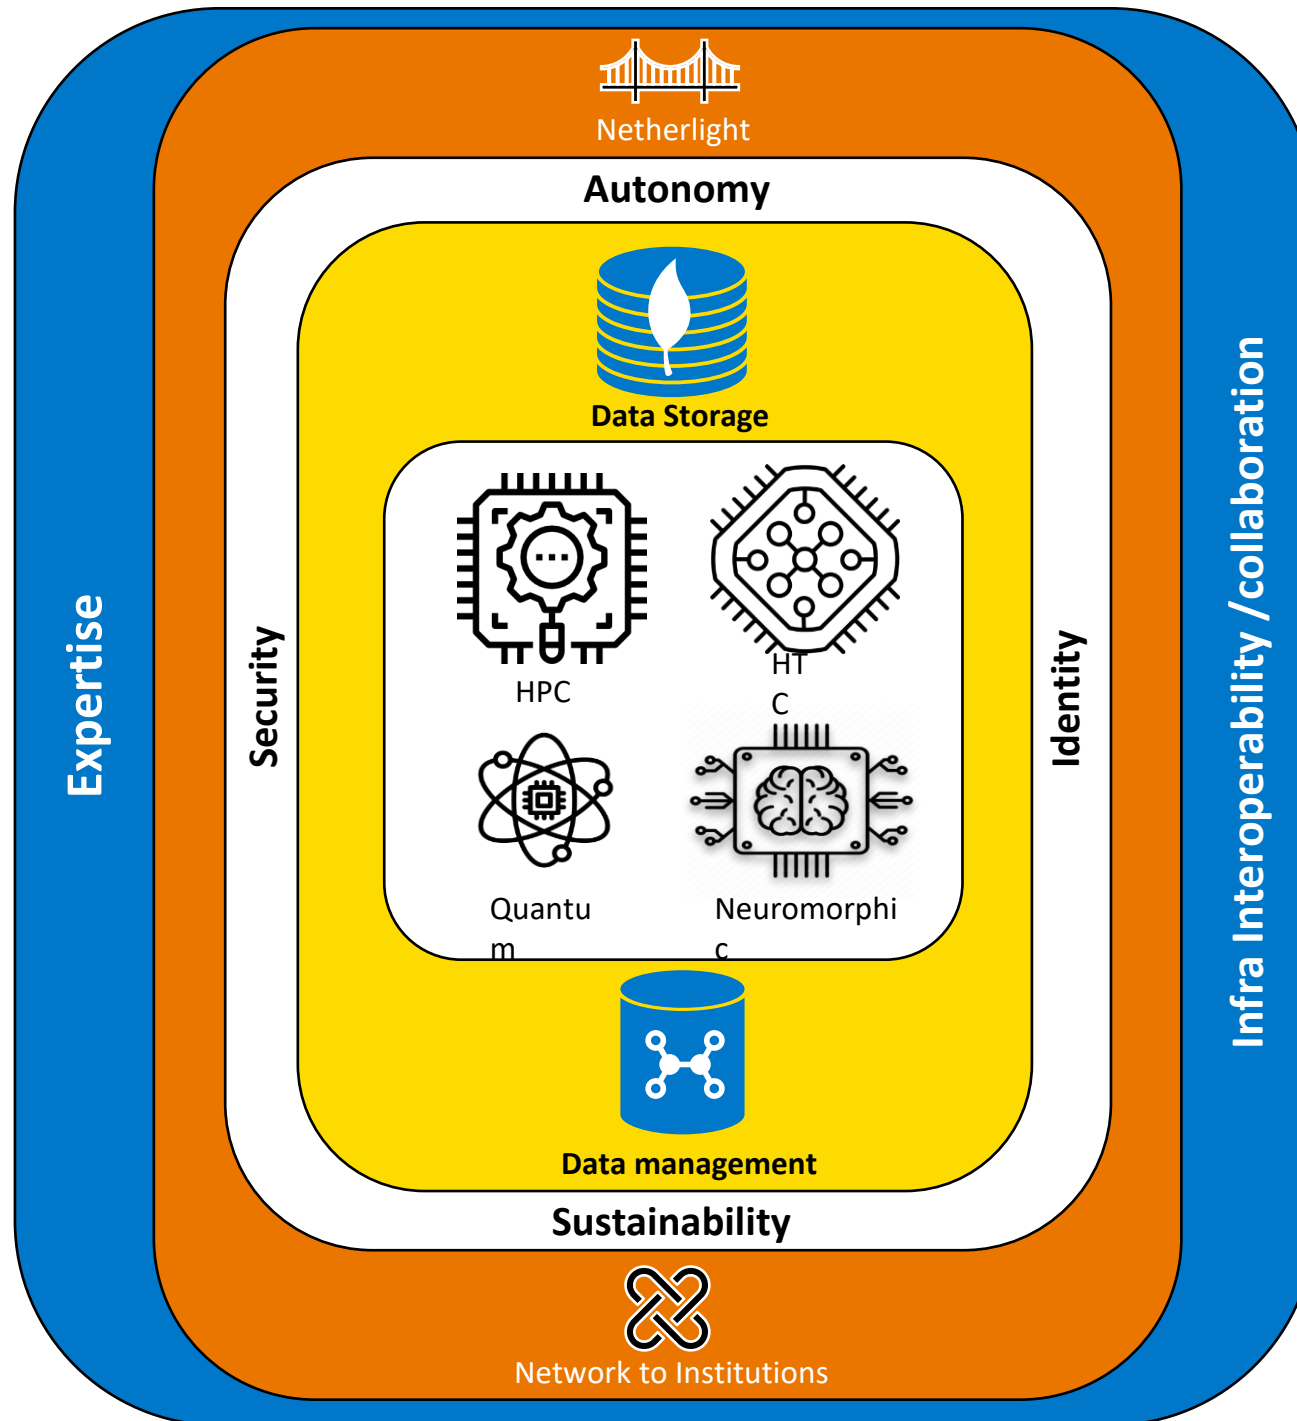 Netherlight
Autonomy
Data Storage
Expertise
Security
HPC
HT
C
Quantu
m
Neuromorphi
c
Identity
Infra Interoperability /collaboration
Data management
Sustainability
Network to Institutions